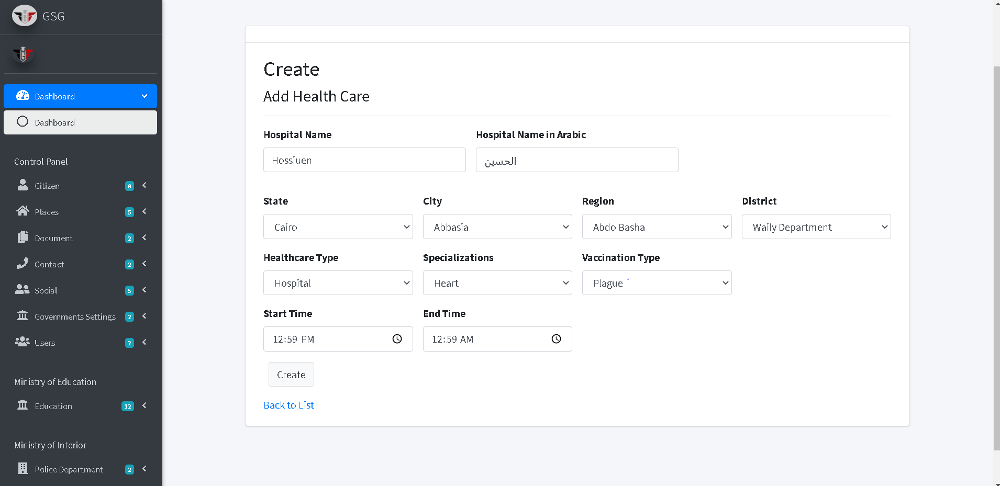 GSG
Dashboard
Dashboard
Control Panel
Citizen 8
Places 5
Document 2
Contact 2
Social 5
Governments Settings 2
Users 2
Ministry of Education
Education 12
Ministry of Interior
Police Department 2
Create
Add Health Care
Hospital Name Hospital Name in Arabic
Hossiuen الحسين
State City Region District
Cairo Abbasia Abdo Basha Waily Department
Healthcare Type Specializations Vaccination Type
Hospital Heart Plague
Start Time End Time
12:59 PM 12:59 AM
Create
Back to List